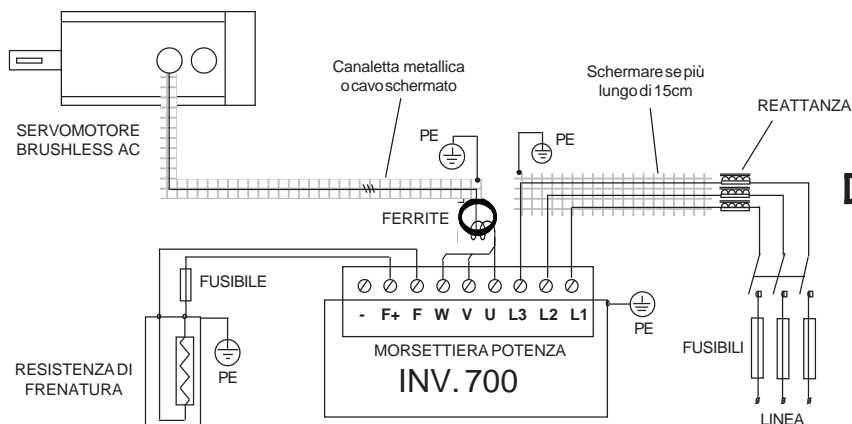 Canaletta metallica
o cavo schermato
Schermare se più
lungo di 15cm
REATTANZA
SERVOMOTORE
BRUSHLESS AC
PE
PE
FERRITE
FUSIBILE
- F+ F W V U L3 L2 L1
PE
MORSETTIERA POTENZA
INV. 700
RESISTENZA DI
FRENATURA
PE
FUSIBILI
LINEA